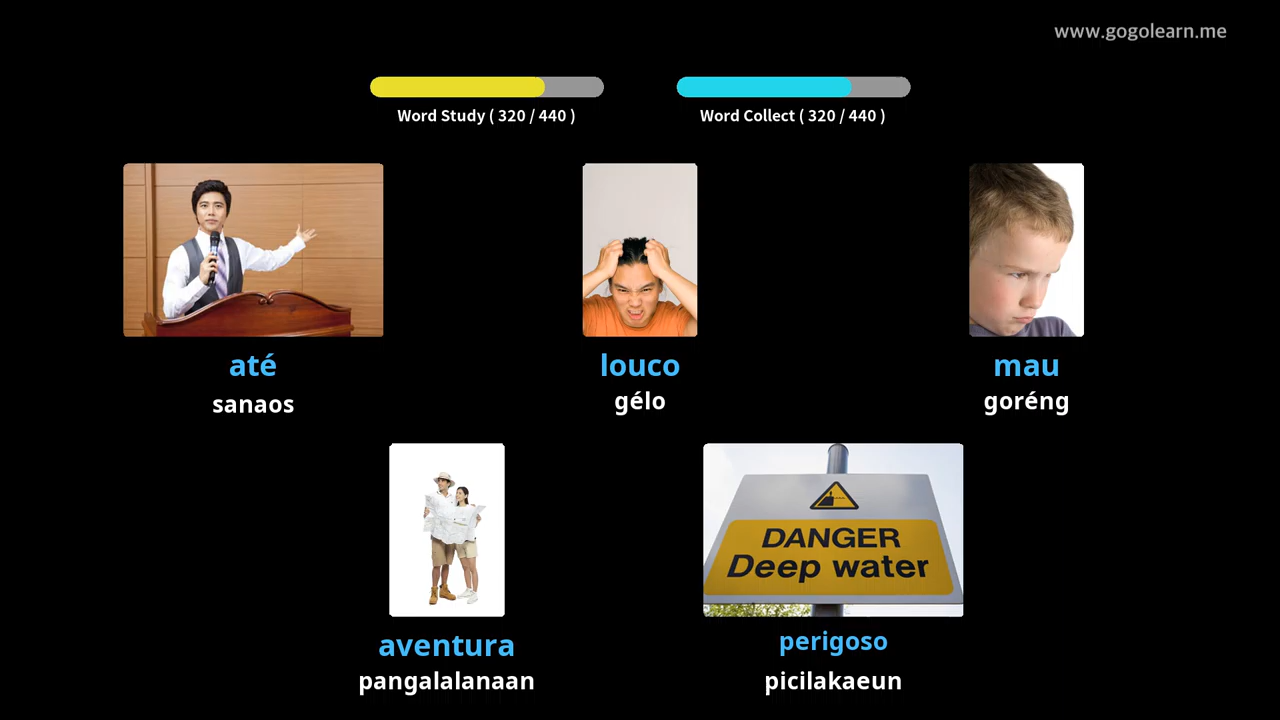 www.gogolearn.me
Word Study ( 320 / 440 )
Word Collect ( 320 / 440 )
até
sanaos
louco
gélo
mau
goréng
DANGER
Deep water
aventura
pangalalanaan
perigoso
picilakaeun